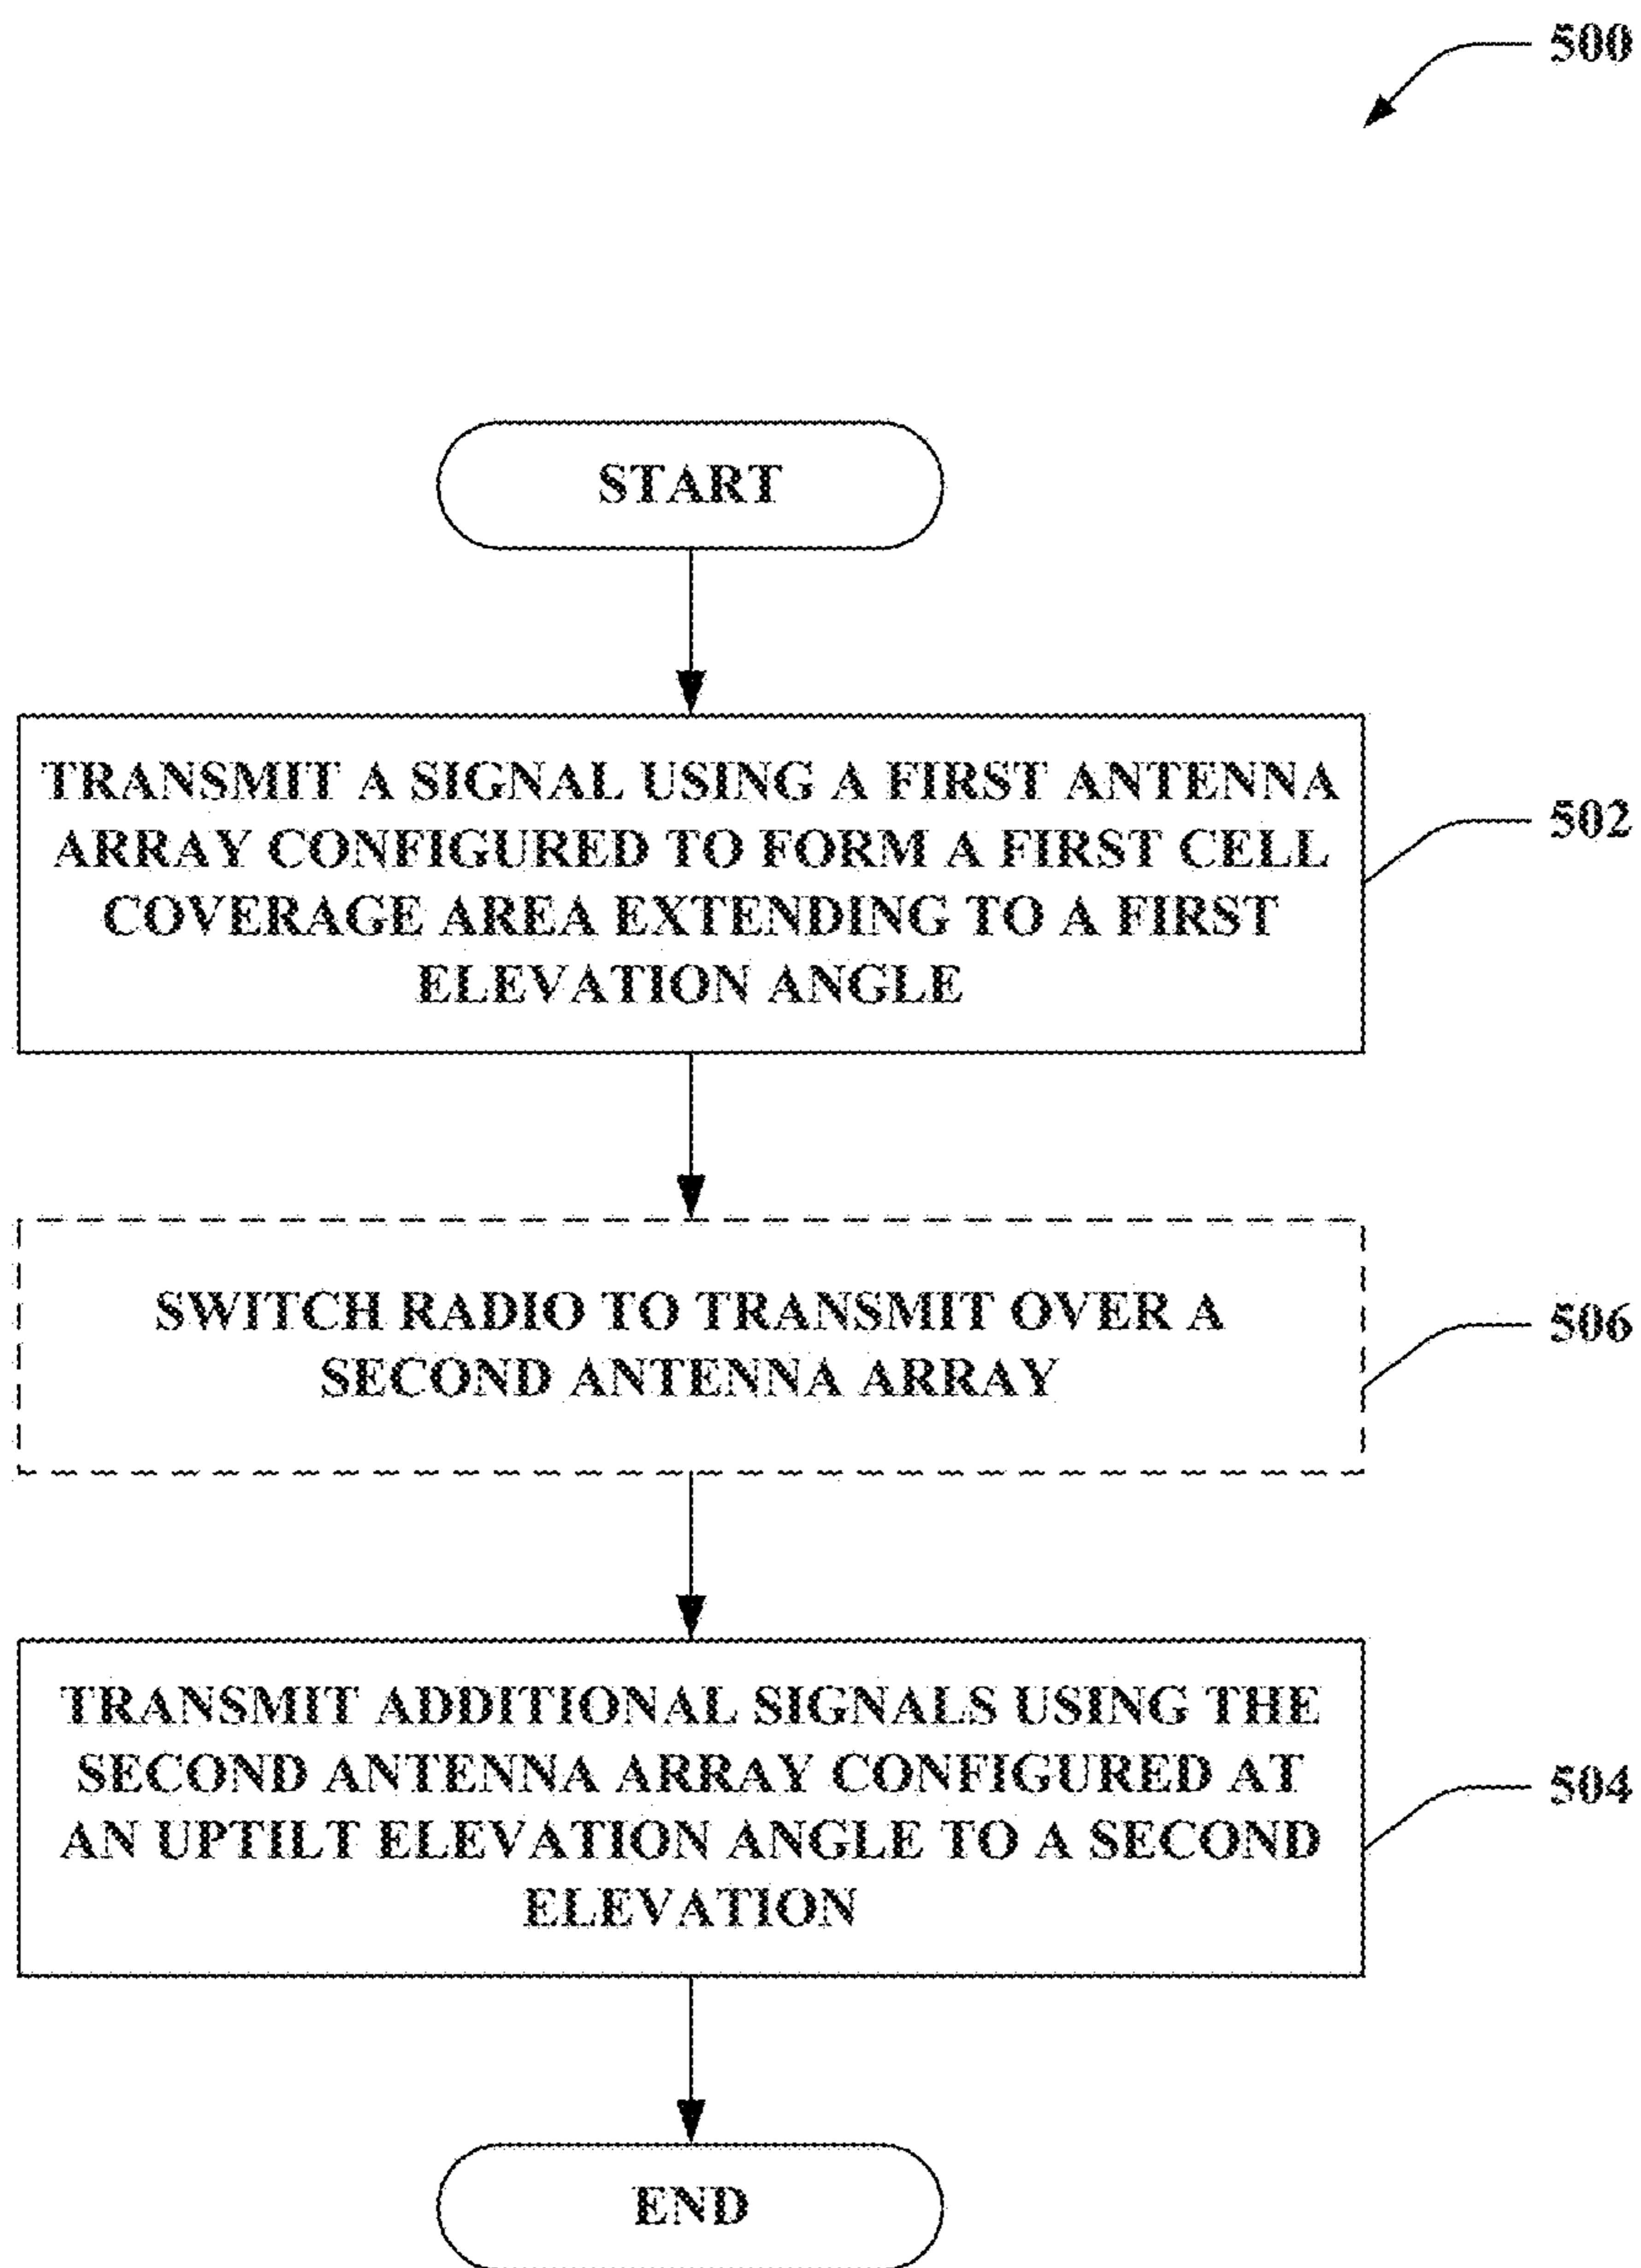 500
START
TRANSMIT A SIGNAL USING A FIRST ANTENNA
ARRAY CONFIGURED TO FORM A FIRST CELL
COVERAGE AREA EXTENDING TO A FIRST
ELEVATION ANGLE
502
SWITCH RADIO TO TRANSMIT OVER A
SECOND ANTENNA ARRAY
506
TRANSMIT ADDITIONAL SIGNALS USING THE
SECOND ANTENNA ARRAY CONFIGURED AT
AN UPTILT ELEVATION ANGLE TO A SECOND
ELEVATION
504
END